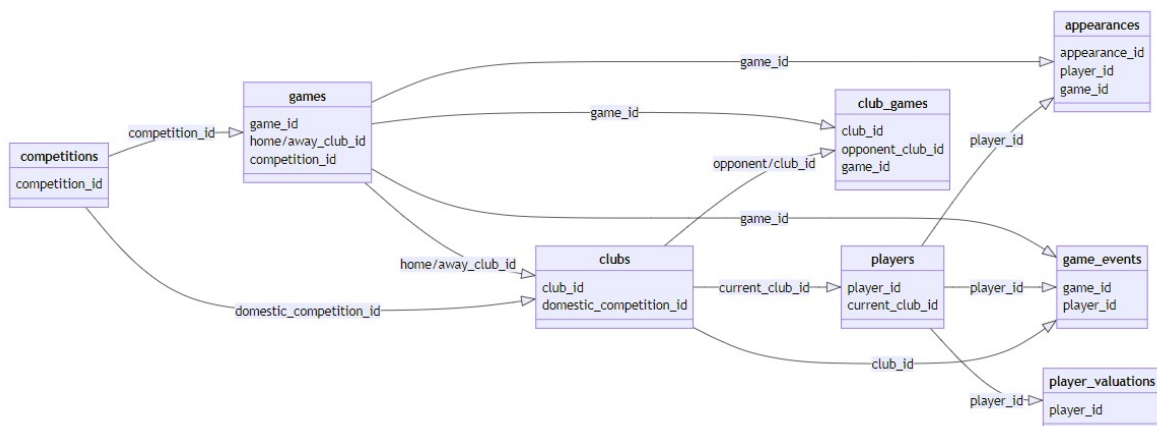 appearances
appearance_id
player_id
game_id
game_id
games
game_id
home/away_club_id
competition_id
club_games
club_id
opponent_club_id
game_id
game_id
competition_id
competitions
competition_id
player_id
opponent/club_id
game_id
clubs
club_id
domestic_competition_id
players
player_id
current_club_id
game_events
game_id
player_id
home/away_club_id
current_club_id
player_id
domestic_competition_id
club_id
player_valuations
player_id
player_id